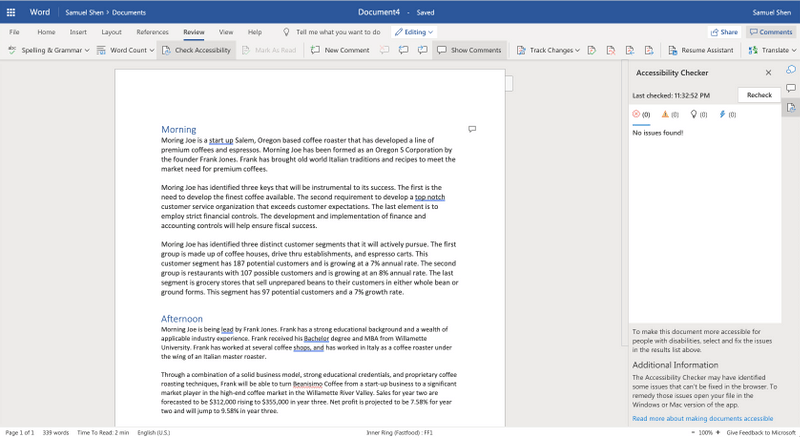 Word Samuel Shen > Documents Document4 - Saved Samuel Shen
File Home Insert Layout References Review View Help Tell me what you want to do Editing Share Comments
Spelling & Grammar Word Count Check Accessibility Mark As Read New Comment Show Comments Track Changes Resume Assistant Translate
Morning
Moring Joe is a start up Salem, Oregon based coffee roaster that has developed a line of
premium coffees and espressos. Morning Joe has been formed as an Oregon S Corporation by
the founder Frank Jones. Frank has brought old world Italian traditions and recipes to meet the
market need for premium coffees.
Moring Joe has identified three keys that will be instrumental to its success. The first is the
need to develop the finest coffee available. The second requirement to develop a top notch
customer service organization that exceeds customer expectations. The last element is to
employ strict financial controls. The development and implementation of finance and
accounting controls will help ensure fiscal success.
Moring Joe has identified three distinct customer segments that it will actively pursue. The first
group is made up of coffee houses, drive thru establishments, and espresso carts. This
customer segment has 187 potential customers and is growing at a 7% annual rate. The second
group is restaurants with 107 possible customers and is growing at an 8% annual rate. The last
segment is grocery stores that sell unprepared beans to their customers in either whole bean or
ground forms. This segment has 97 potential customers and a 7% growth rate.
Afternoon
Morning Joe is being lead by Frank Jones. Frank has a strong educational background and a wealth of
applicable industry experience. Frank received his Bachelor degree and MBA from Willamette
University. Frank has worked at several coffee shops, and has worked in Italy as a coffee roaster under
the wing of an Italian master roaster.
Through a combination of a solid business model, strong educational credentials, and proprietary coffee
roasting techniques, Frank will be able to turn Beanisimo Coffee from a start-up business to a significant
market player in the high-end coffee market in the Willamette River Valley. Sales for year two are
forecasted to be $312,000 rising to $355,000 in year three. Net profit is projected to be 7.58% for year
two and will jump to 9.58% in year three.
Accessibility Checker
Last checked: 11:32:52 PM Recheck
(0) (0) (0) (0)
No issues found!
To make this document more accessible for
people with disabilities, select and fix the issues
in the results list above.
Additional Information
The Accessibility Checker may have identified
some issues that can't be fixed in the browser. To
remedy those issues open your file in the
Windows or Mac version of the app.
Read more about making documents accessible
Page 1 of 1 339 words Time To Read: 2 min English (U.S.) Inner Ring (Fastfood) : FF1 - 100% + Give Feedback to Microsoft